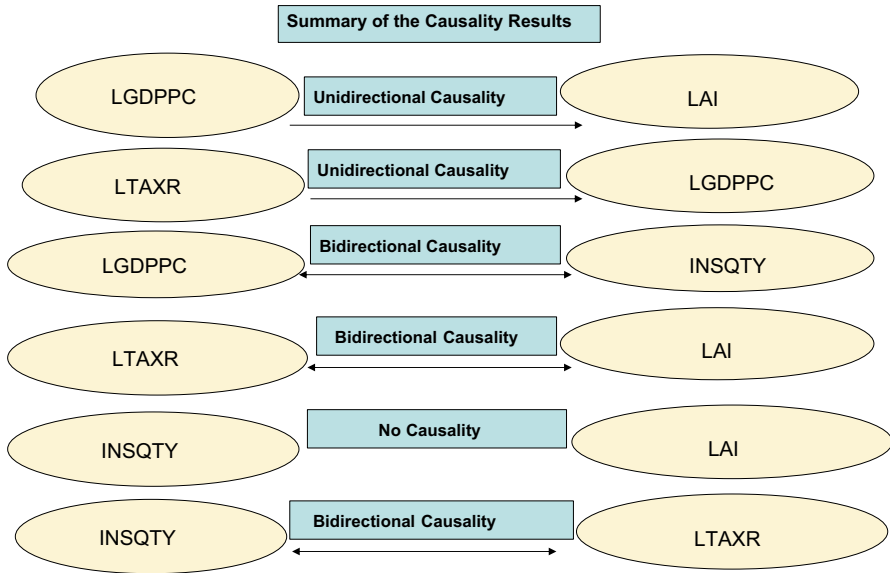 Summary of the Causality Results
LGDPPC Unidirectional Causality LAI
LTAXR Unidirectional Causality LGDPPC
LGDPPC Bidirectional Causality INSQTY
LTAXR Bidirectional Causality LAI
INSQTY No Causality LAI
INSQTY Bidirectional Causality LTAXR